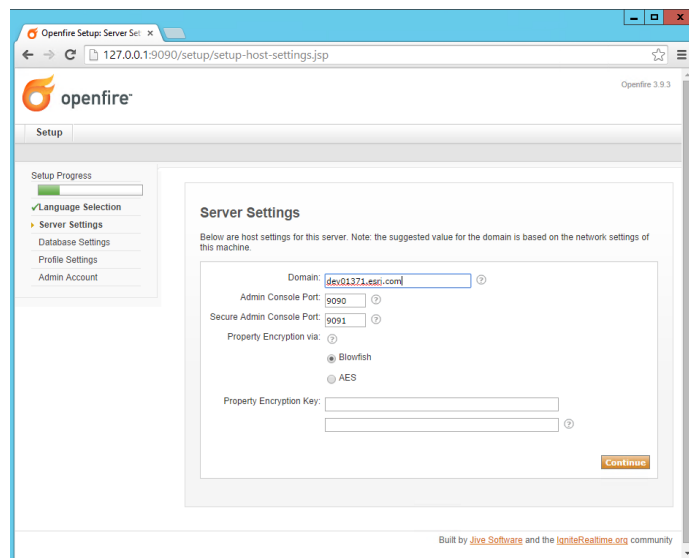 Openfire Setup: Server Set
127.0.0.1:9090/setup/setup-host-settings.jsp
openfire™
Openfire 3.9.3
Setup
Setup Progress
Language Selection
Server Settings
Database Settings
Profile Settings
Admin Account
Server Settings
Below are host settings for this server. Note: the suggested value for the domain is based on the network settings of
this machine.
Domain: dev01371.esri.com
Admin Console Port: 9090
Secure Admin Console Port: 9091
Property Encryption via:
Blowfish
AES
Property Encryption Key:
Continue
Built by Jive Software and the IgniteRealtime.org community